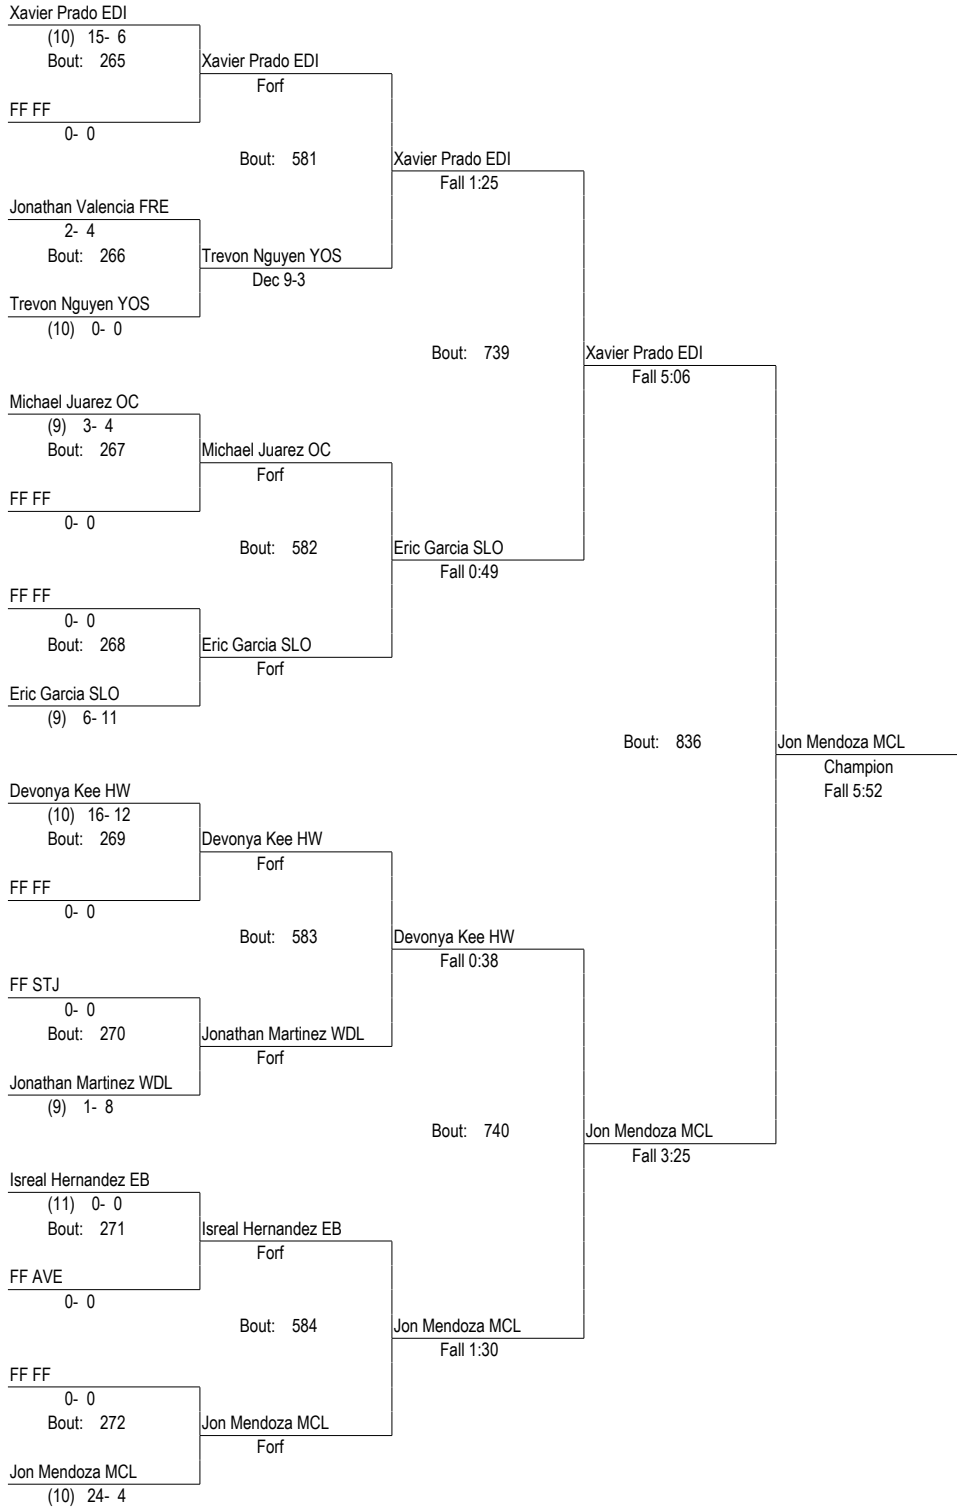 Xavier Prado EDI
(10) 15- 6
Bout: 265
Xavier Prado EDI
Forf
FF FF
0- 0
Bout: 581
Xavier Prado EDI
Fall 1:25
Jonathan Valencia FRE
2- 4
Bout: 266
Trevon Nguyen YOS
Dec 9-3
Trevon Nguyen YOS
(10) 0- 0
Bout: 739
Xavier Prado EDI
Fall 5:06
Michael Juarez OC
(9) 3- 4
Bout: 267
Michael Juarez OC
Forf
FF FF
0- 0
Bout: 582
Eric Garcia SLO
Fall 0:49
FF FF
0- 0
Bout: 268
Eric Garcia SLO
Forf
Eric Garcia SLO
(9) 6- 11
Bout: 836
Jon Mendoza MCL
Champion
Fall 5:52
Devonya Kee HW
(10) 16- 12
Bout: 269
Devonya Kee HW
Forf
FF FF
0- 0
Bout: 583
Devonya Kee HW
Fall 0:38
FF STJ
0- 0
Bout: 270
Jonathan Martinez WDL
Forf
Jonathan Martinez WDL
(9) 1- 8
Bout: 740
Jon Mendoza MCL
Fall 3:25
Isreal Hernandez EB
(11) 0- 0
Bout: 271
Isreal Hernandez EB
Forf
FF AVE
0- 0
Bout: 584
Jon Mendoza MCL
Fall 1:30
FF FF
0- 0
Bout: 272
Jon Mendoza MCL
Forf
Jon Mendoza MCL
(10) 24- 4